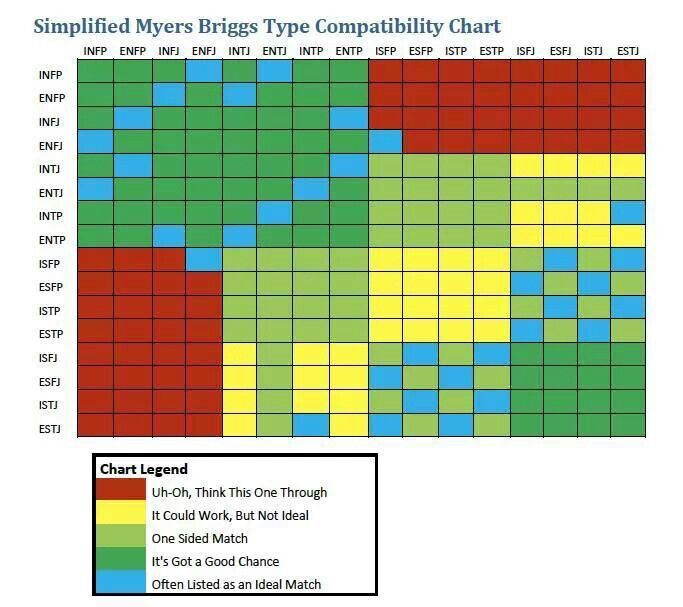 Simplified Myers Briggs Type Compatibility Chart
INFP ENFP INFJ ENFJ INTJ ENTJ INTP ENTP ISFP ESFP ISTP ESTP ISFJ ESFJ ISTJ ESTJ
INFP
ENFP
INFJ
ENFJ
INTJ
ENTJ
INTP
ENTP
ISFP
ESFP
ISTP
ESTP
ISFJ
ESFJ
ISTJ
ESTJ
Chart Legend
Uh-Oh, Think This One Through
It Could Work, But Not Ideal
One Sided Match
It's Got a Good Chance
Often Listed as an Ideal Match